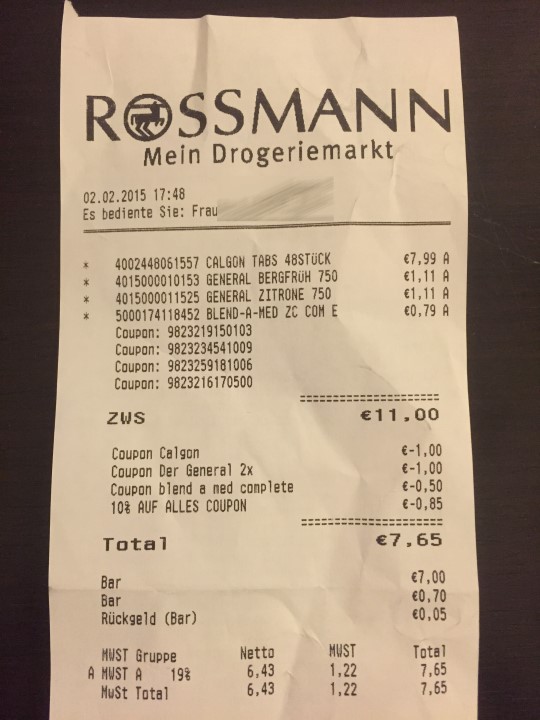 ROSSMANN
Mein Drogeriemarkt
02.02.2015 17:48
Es bediente Sie: Frau
* 4002448061557 CALGON TABS 48STÜCK €7,99 A
* 4015000010153 GENERAL BERGFRÜH 750 €1,11 A
* 4015000011525 GENERAL ZITRONE 750 €1,11 A
* 5000174118452 BLEND-A-MED ZC COM E €0,79 A
Coupon: 9823219150103
Coupon: 9823234541009
Coupon: 9823259181006
Coupon: 9823216170500
ZWS €11,00
Coupon Calgon €-1,00
Coupon Der General 2x €-1,00
Coupon blend a med complete €-0,50
10% AUF ALLES COUPON €-0,85
Total €7,65
Bar €7,00
Bar €0,70
Rückgeld (Bar) €0,05
MWST Gruppe Netto MWST Total
A MWST A 19% 6,43 1,22 7,65
MwSt Total 6,43 1,22 7,65